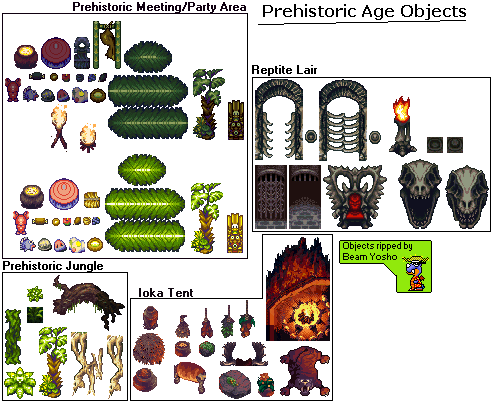 Prehistoric Meeting/Party Area
Prehistoric Age Objects
Reptite Lair
Objects ripped by
Beam Yosho
Prehistoric Jungle
Ioka Tent